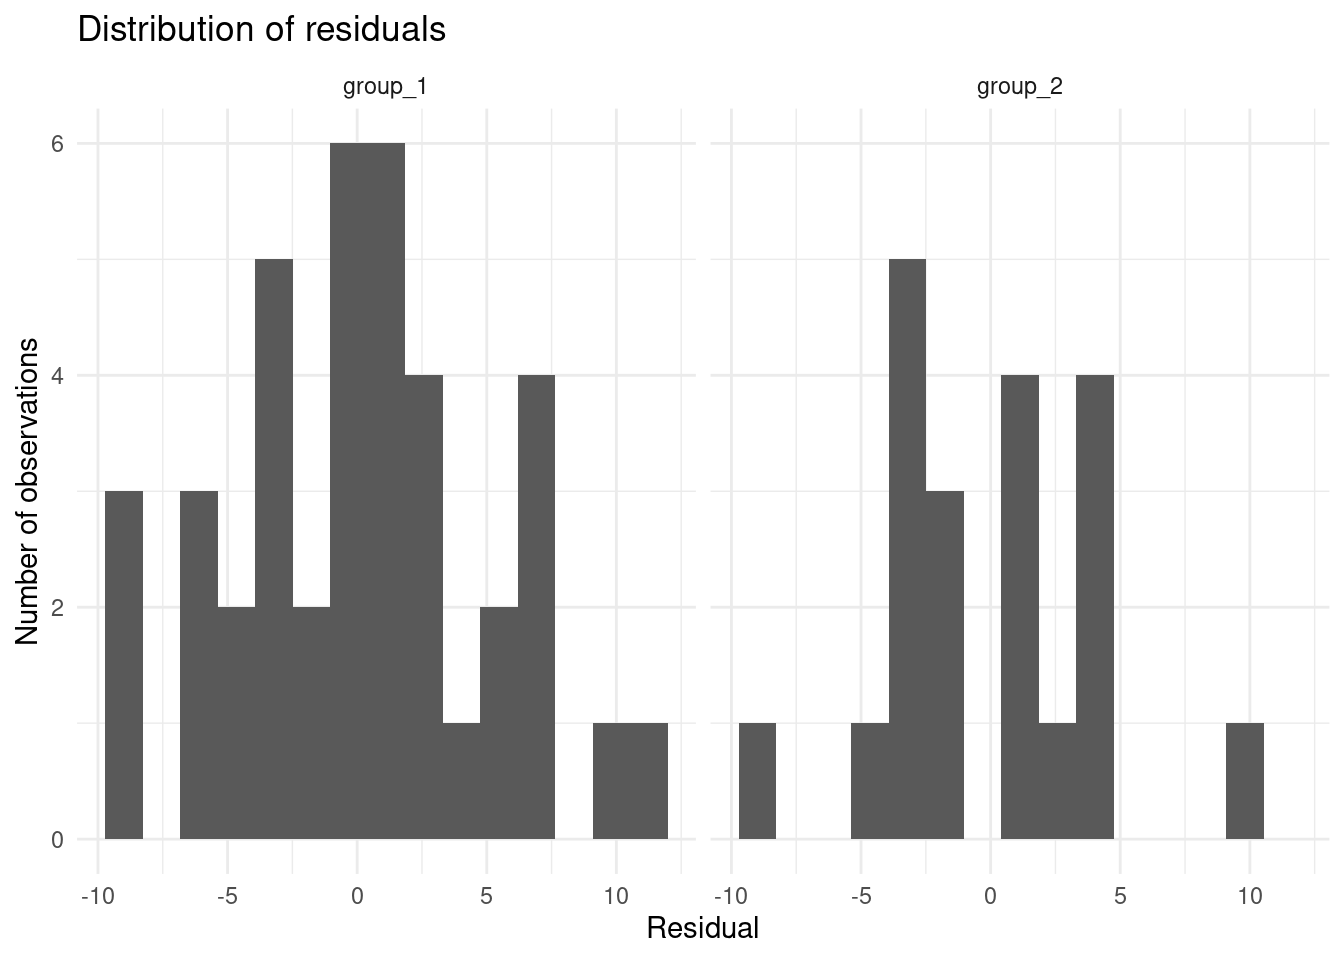 Distribution of residuals
group_1
group_2
Number of observations
6
4
2
0
-10 -5 0 5 10
-10 -5 0 5 10
Residual